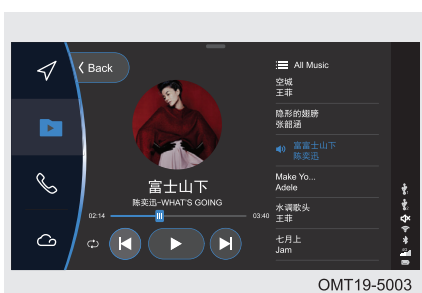 Back
富士山下
陈奕迅-WHAT'S GOING
02:14
03:40
All Music
空城
王菲
隐形的翅膀
张韶涵
富富士山下
陈奕迅
Make Yo...
Adele
水调歌头
王菲
七月上
Jam
OMT19-5003